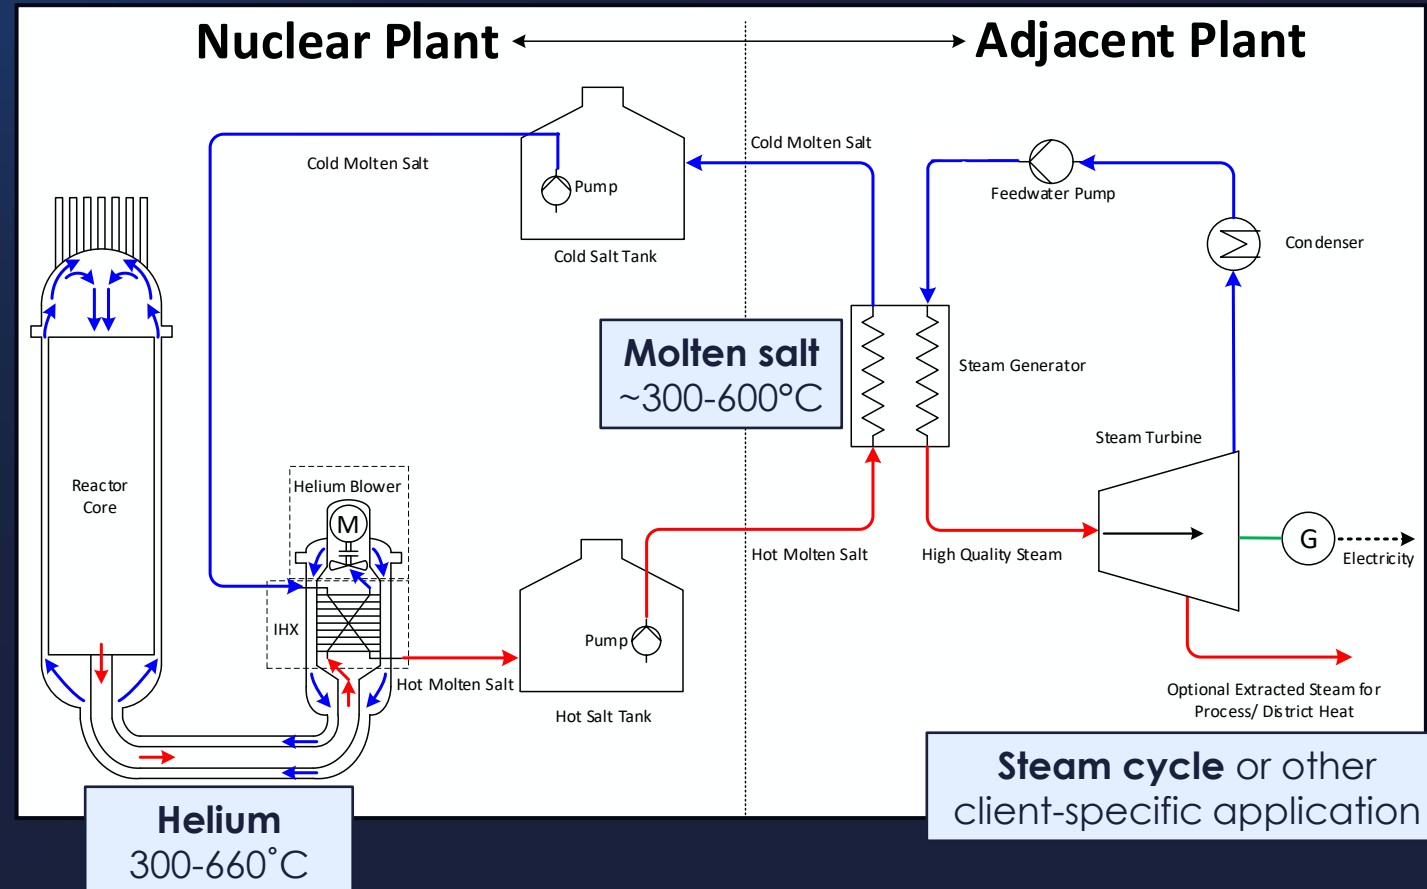 Nuclear Plant
Adjacent Plant
Cold Molten Salt
Pump
Cold Salt Tank
Cold Molten Salt
Feedwater Pump
Condenser
Molten salt
~300-600°C
Steam Generator
Steam Turbine
Reactor
Core
Helium Blower
M
IHX
Hot Molten Salt
Pump
Hot Salt Tank
Hot Molten Salt
High Quality Steam
G
Electricity
Optional Extracted Steam for
Process/ District Heat
Helium
300-660˚C
Steam cycle or other
client-specific application